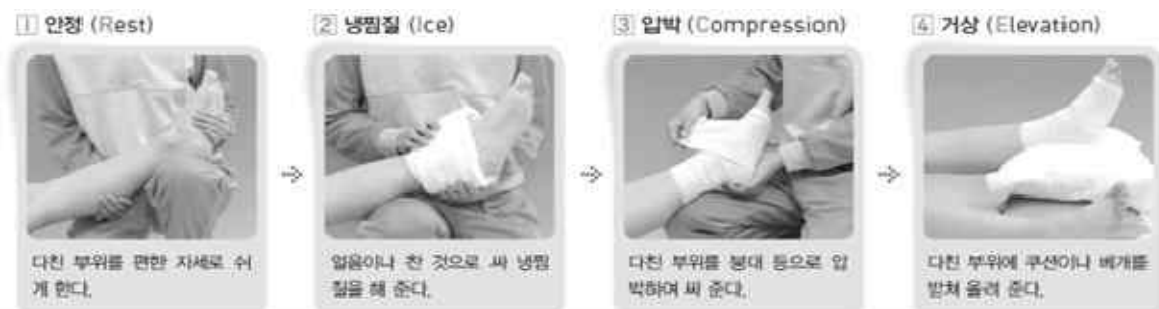 1 안정 (Rest)
2 냉찜질 (Ice)
3 압박 (Compression)
4 거상 (Elevation)
다친 부위를 편한 자세로 쉬
게 한다.
얼음이나 찬 것으로 싸 냉찜
질을 해 준다.
다친 부위를 붕대 등으로 압
박하여 싸 준다.
다친 부위에 쿠션이나 베개를
받쳐 올려 준다.